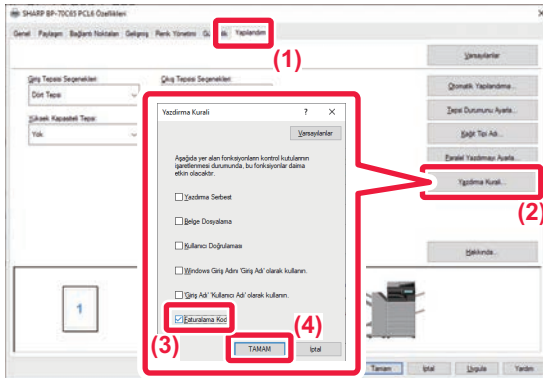 SHARP BP-70C65 PCL6 Özellikleri
Genel Paylaşım Bağlantı Noktaları Gelişmiş Renk Yönetimi Yapılandırma
(1)
Varsayılanlar
Giriş Tepsisi Seçenekleri: Çıkış Tepsisi Seçenekleri:
Dört Tepsi
Otomatik Yapılandırma...
Tepsi Durumunu Ayarla...
Yüksek Kapasiteli Tepsi:
Yok
Kağıt Tipi Adı...
Paralel Yazdırmayı Ayarla...
Yazdırma Kuralı...
(2)
Hakkında...
Yazdırma Kuralı ? ×
Varsayılanlar
Aşağıda yer alan fonksiyonların kontrol kutularının
işaretlenmesi durumunda, bu fonksiyonlar daima
etkin olacaktır.
Yazdırma Serbest
Belge Dosyalama
Kullanıcı Doğrulaması
Windows Giriş Adını 'Giriş Adı' olarak kullanın.
'Giriş Adı' 'Kullanıcı Adı' olarak kullanın.
Faturalama Kod
(3)
(4)
TAMAM İptal
1
Tamam İptal Uygula Yardım